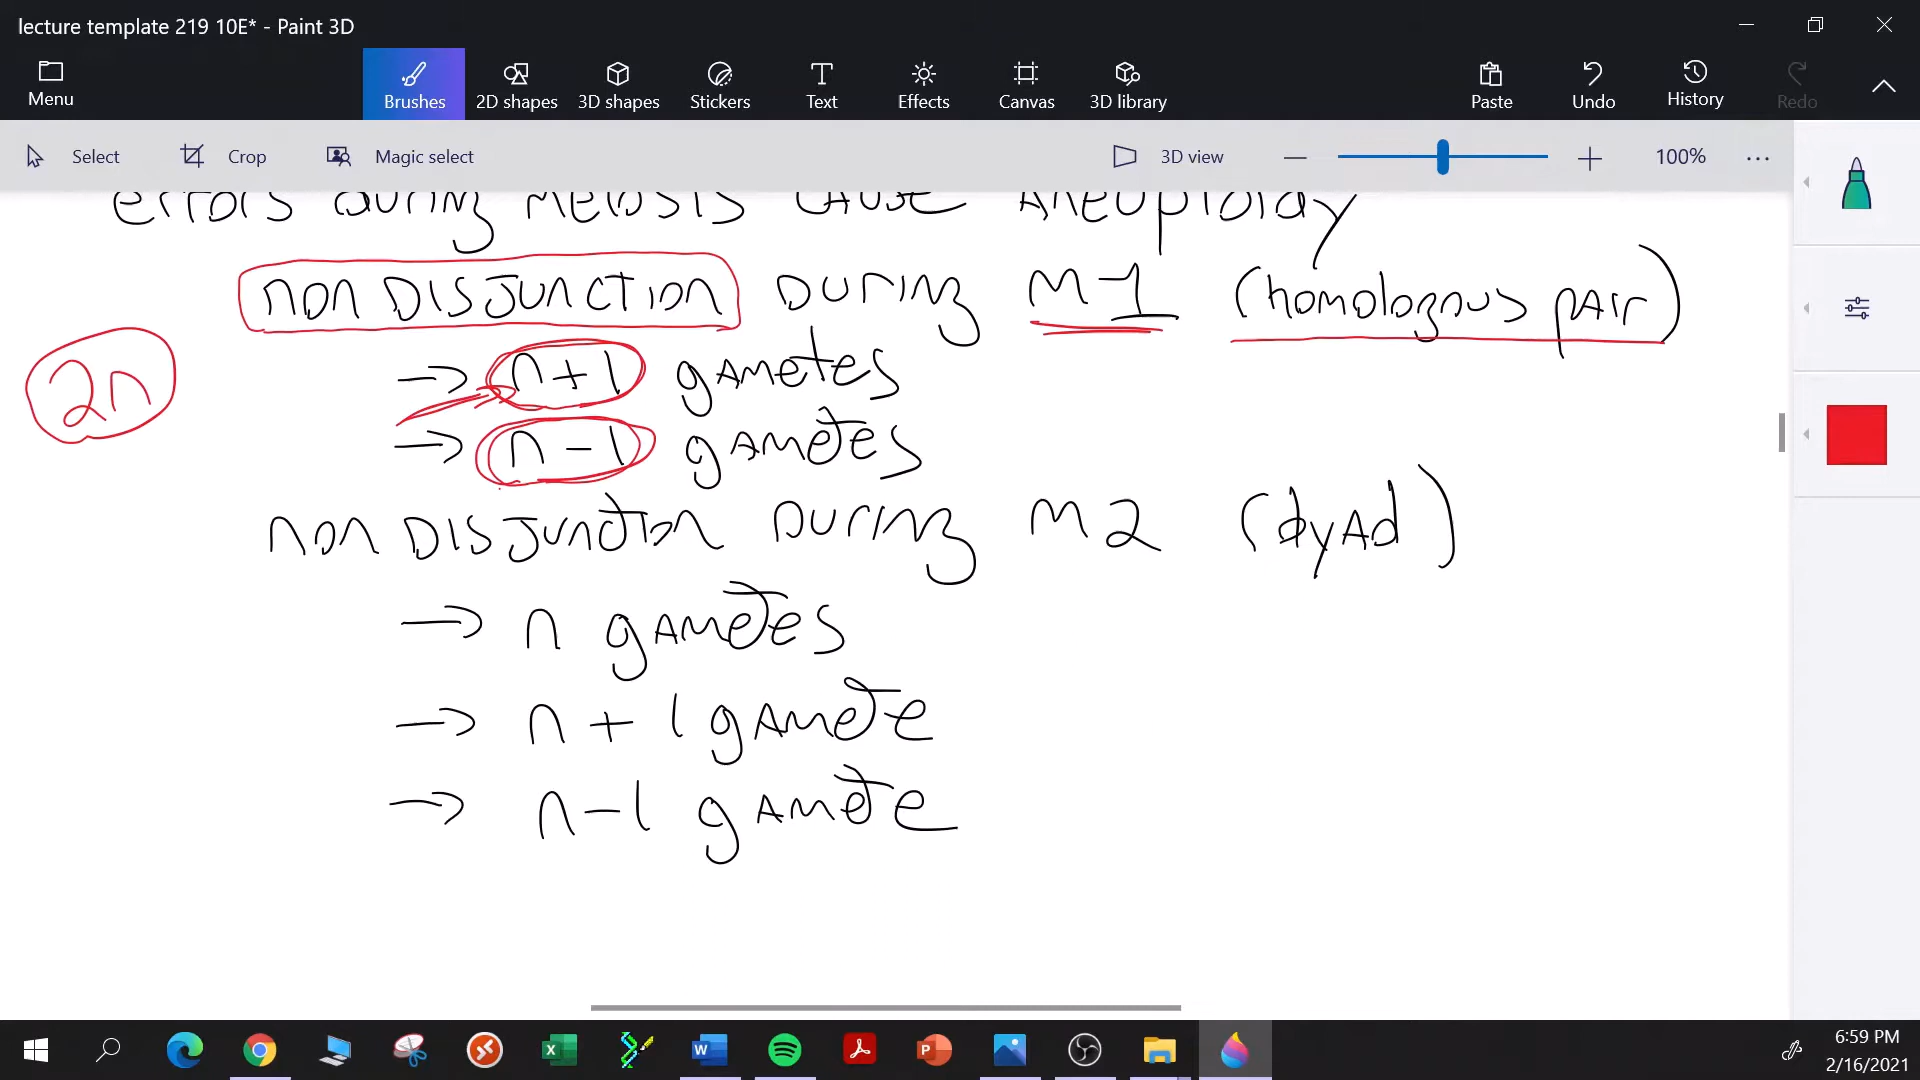 lecture template 219 10E* - Paint 3D
Menu
Brushes
2D shapes
3D shapes
Stickers
Text
Effects
Canvas
3D library
Paste
Undo
History
Redo
Select
Crop
Magic select
3D view
100%
errors During Meiosis cause Aneuploidy
non Disjunction During M-1 (homologous pair)
2n
→ n+1 gametes
→ n-1 gametes
non Disjunction During M2 (dyad)
→ n gametes
→ n+1 gamete
→ n-1 gamete
6:59 PM
2/16/2021